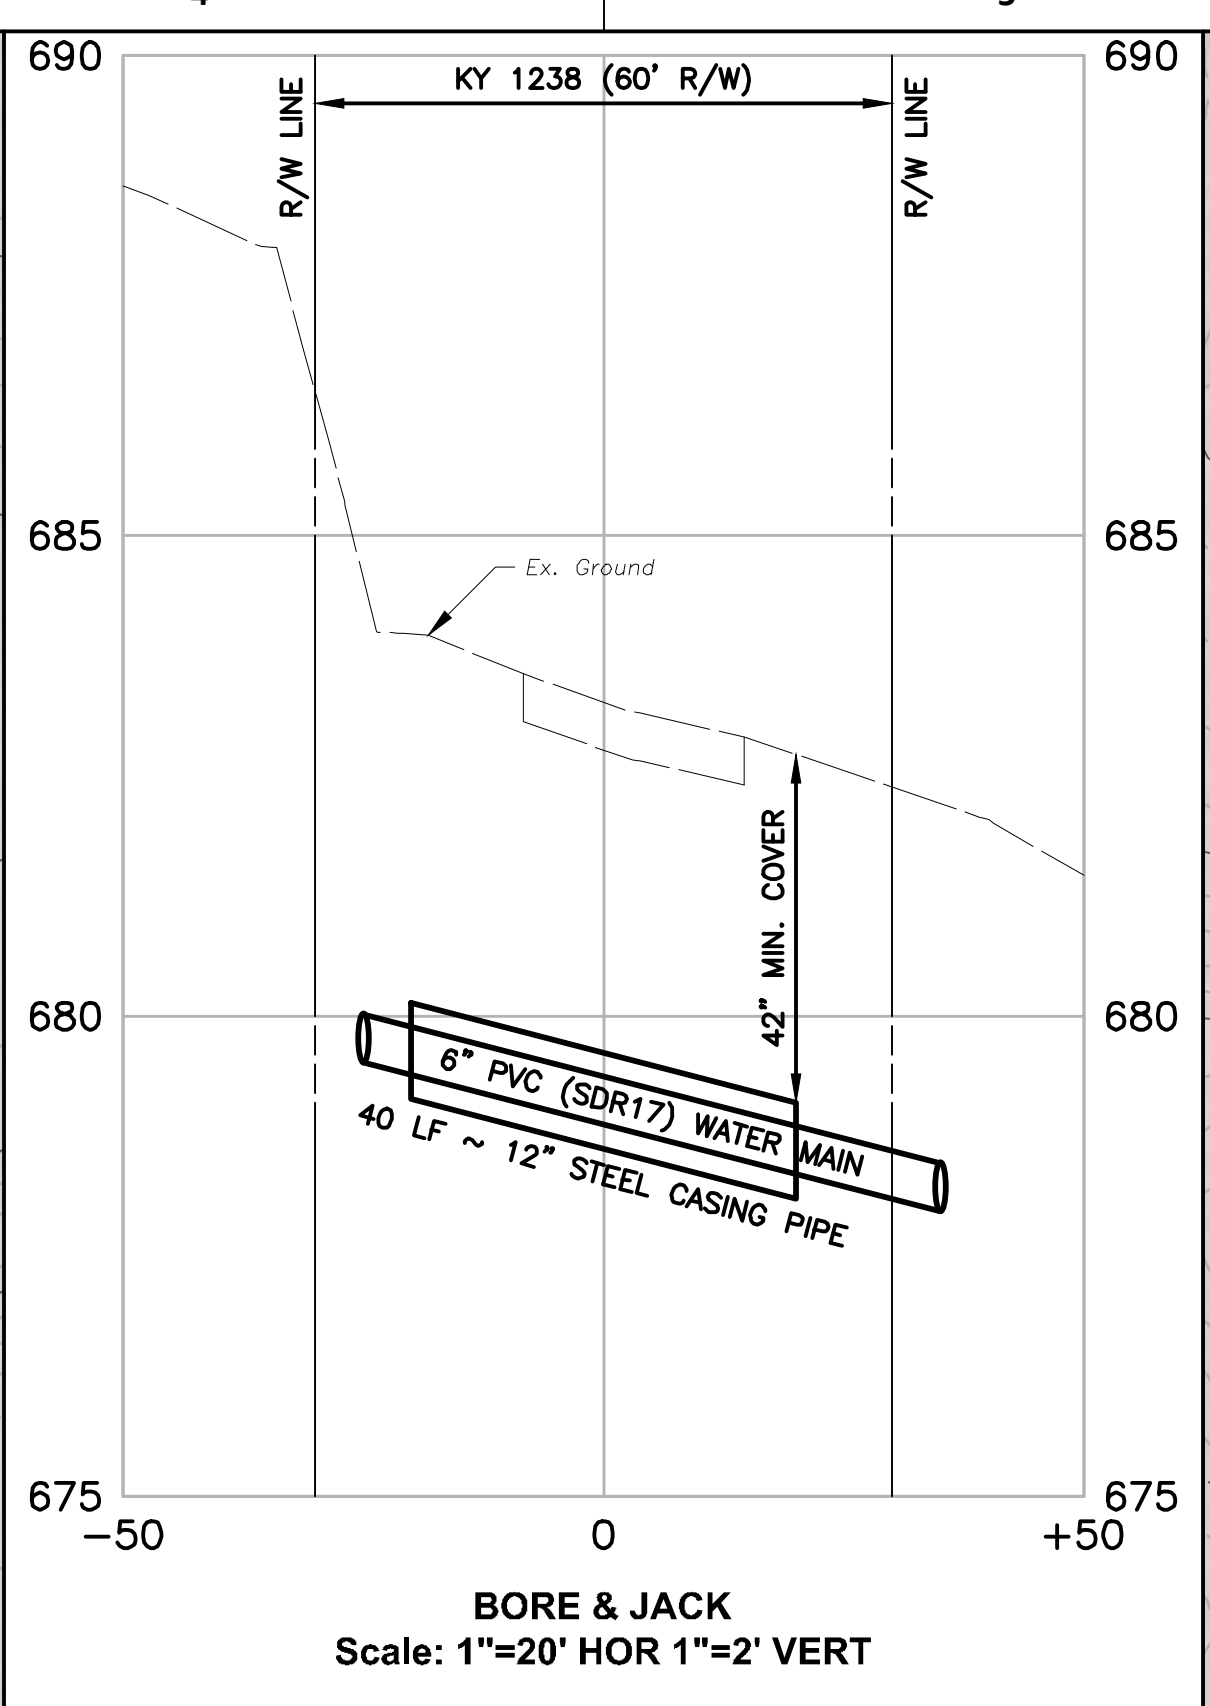 690
690
KY 1238 (60' R/W)
R/W LINE
R/W LINE
685
685
Ex. Ground
42" MIN. COVER
680
680
6" PVC (SDR17) WATER MAIN
40 LF ~ 12" STEEL CASING PIPE
675
675
-50
0
+50
BORE & JACK
Scale: 1"=20' HOR 1"=2' VERT